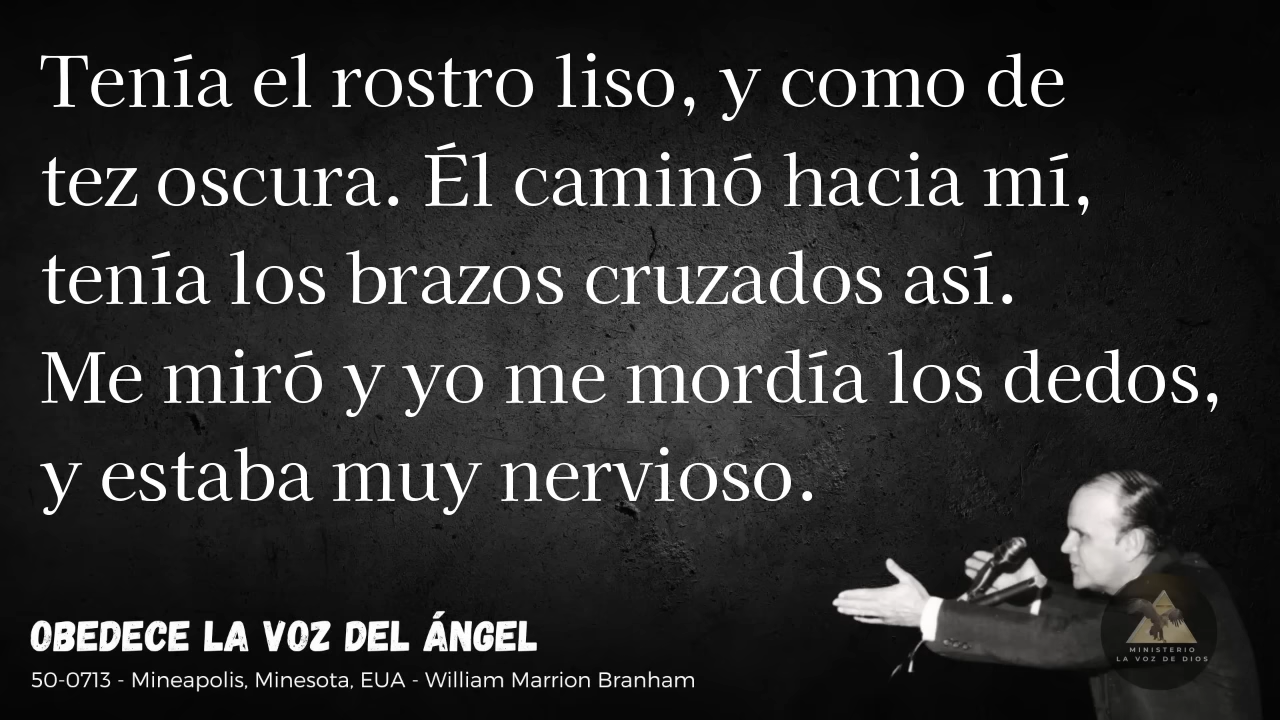 Tenía el rostro liso, y como de
tez oscura. Él caminó hacia mí,
tenía los brazos cruzados así.
Me miró y yo me mordía los dedos,
y estaba muy nervioso.
OBEDECE LA VOZ DEL ÁNGEL
50-0713 - Mineapolis, Minesota, EUA - William Marrion Branham
MINISTERIO
LA VOZ DE DIOS